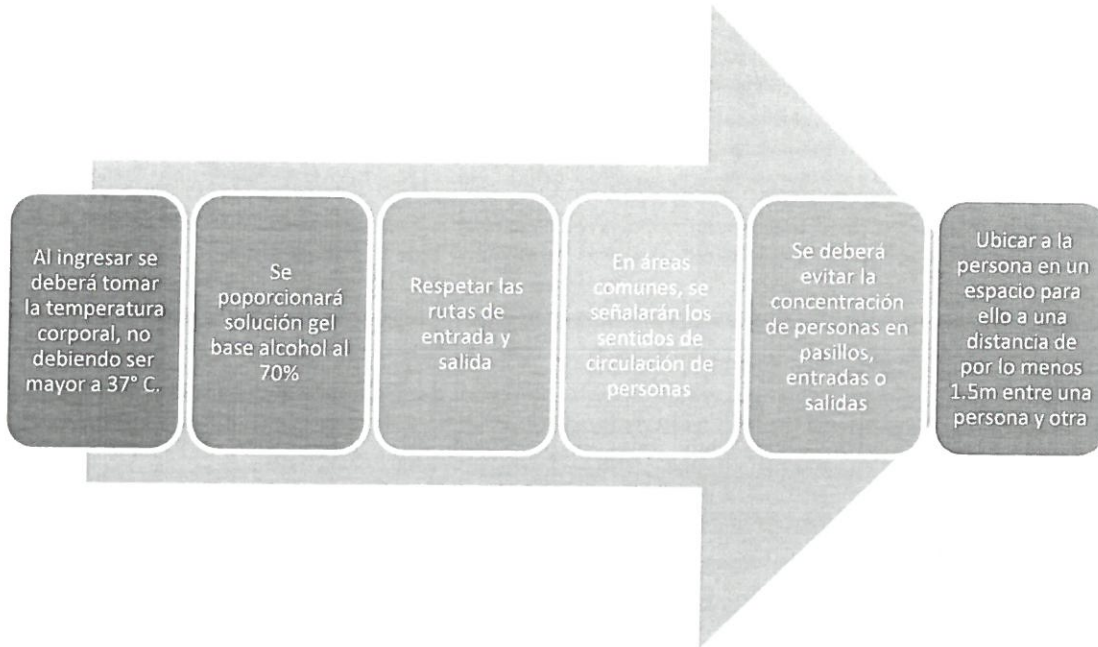 Al ingresar se
deberá tomar
la temperatura
corporal, no
debiendo ser
mayor a 37° C.
Se
poporcionará
solución gel
base alcohol al
70%
Respetar las
rutas de
entrada y
salida
En áreas
comunes, se
señalarán los
sentidos de
circulación de
personas
Se deberá
evitar la
concentración
de personas en
pasillos,
entradas o
salidas
Ubicar a la
persona en un
espacio para
ello a una
distancia de
por lo menos
1.5m entre una
persona y otra